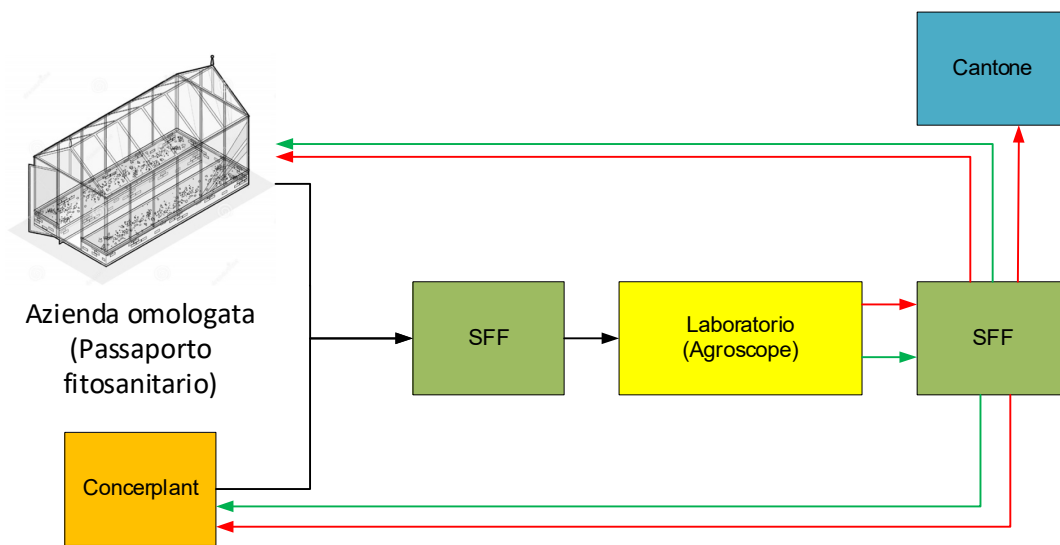 Cantone
Azienda omologata
(Passaporto
fitosanitario)
SFF
Laboratorio
(Agroscope)
SFF
Concerplant